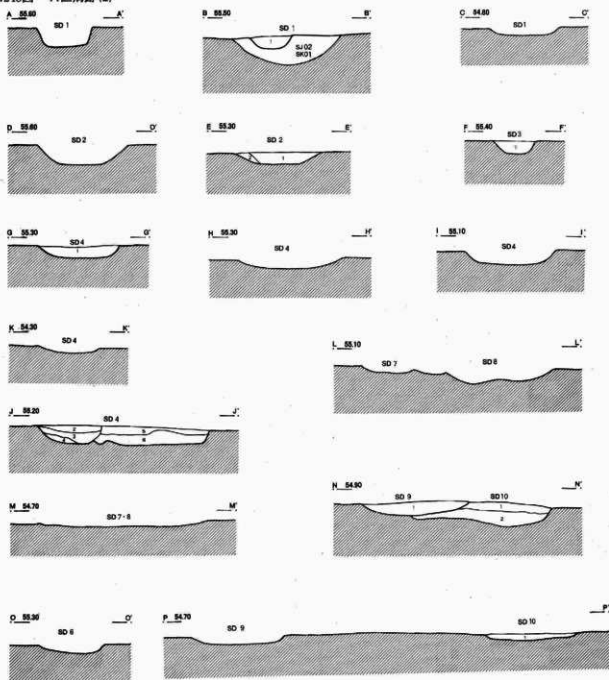 A 55.60 A' B 55.50 B' C 54.80 C'
SD 1 SD 1 SD1
1
SJ 02
SK01
D 55.60 D' E 55.30 E' F 55.40 F'
SD 2 SD 2 SD 3
1 1
G 55.30 G' H 55.30 H' I 55.10 I'
SD 4 SD 4 SD 4
1
K 54.30 K' L 55.10 L'
SD 4 SD 7
J 55.20 J'
SD 4
2 5
3 6
M 54.70 M' N 54.90 N'
SD 7-8 SD 9 SD10
1 1
2
O 55.30 O' P 54.70 P'
SD 6 SD 9 SD 10
1